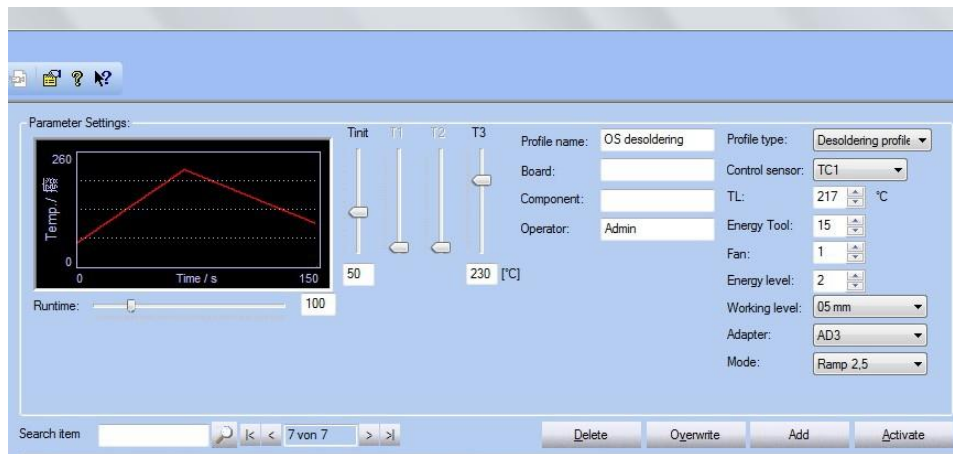 Parameter Settings:
260
Temp./
0
0 Time / s 150
Runtime: 100
Tinit T1 T2 T3
50 230 [°C]
Profile name: OS desoldering
Board:
Component:
Operator: Admin
Profile type: Desoldering profile
Control sensor: TC1
TL: 217 °C
Energy Tool: 15
Fan: 1
Energy level: 2
Working level: 05 mm
Adapter: AD3
Mode: Ramp 2,5
Search item |< < 7 von 7 > >| Delete Overwrite Add Activate